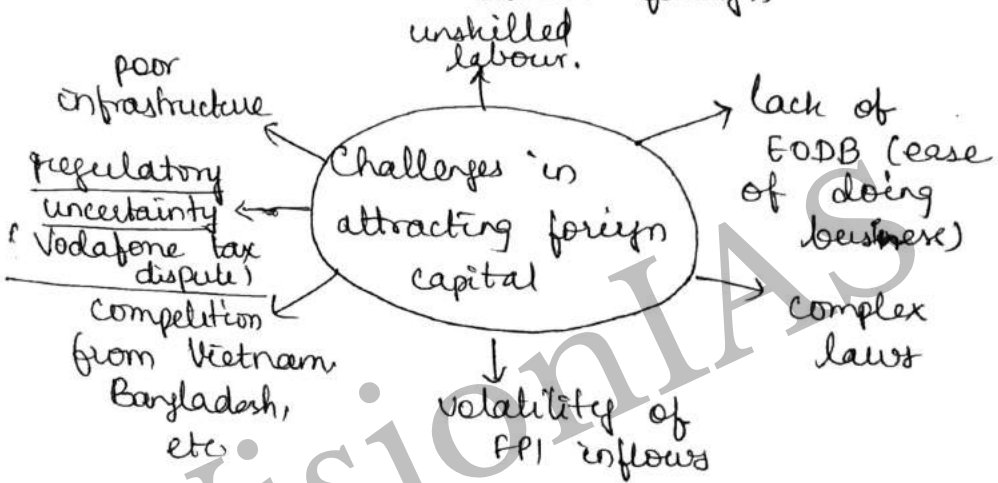 unskilled
labour.
poor
infrastructure
lack of
EODB (ease
of doing
business)
Challenges in
attracting foreign
capital
regulatory
uncertainty
(Vodafone tax
dispute)
competition
from Vietnam,
Bangladesh,
etc
complex
laws
volatility of
FPI inflows
VisionIAS